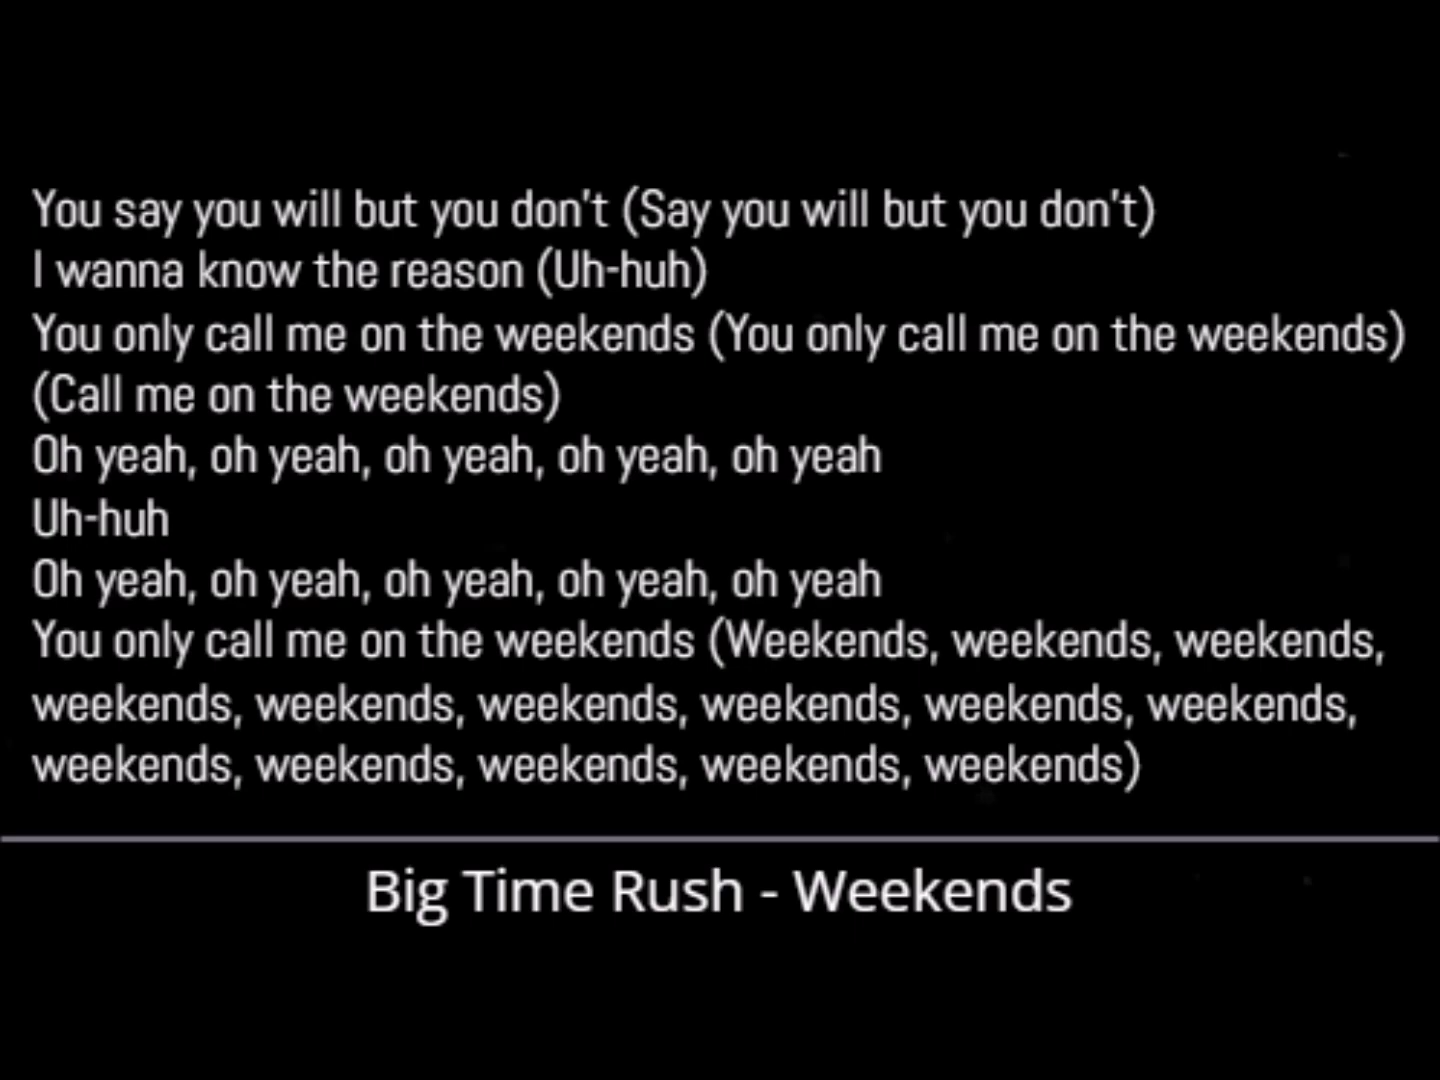 You say you will but you don't (Say you will but you don't)
I wanna know the reason (Uh-huh)
You only call me on the weekends (You only call me on the weekends)
(Call me on the weekends)
Oh yeah, oh yeah, oh yeah, oh yeah, oh yeah
Uh-huh
Oh yeah, oh yeah, oh yeah, oh yeah, oh yeah
You only call me on the weekends (Weekends, weekends, weekends,
weekends, weekends, weekends, weekends, weekends, weekends,
weekends, weekends, weekends, weekends, weekends)
Big Time Rush - Weekends